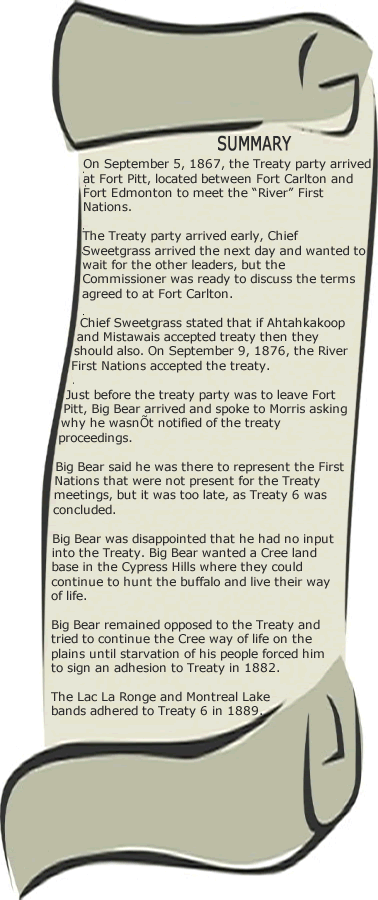 SUMMARY
On September 5, 1867, the Treaty party arrived
at Fort Pitt, located between Fort Carlton and
Fort Edmonton to meet the “River” First
Nations.
The Treaty party arrived early, Chief
Sweetgrass arrived the next day and wanted to
wait for the other leaders, but the
Commissioner was ready to discuss the terms
agreed to at Fort Carlton.
Chief Sweetgrass stated that if Ahtahkakoop
and Mistawais accepted treaty then they
should also. On September 9, 1876, the River
First Nations accepted the treaty.
Just before the treaty party was to leave Fort
Pitt, Big Bear arrived and spoke to Morris asking
why he wasnÕt notified of the treaty
proceedings.
Big Bear said he was there to represent the First
Nations that were not present for the Treaty
meetings, but it was too late, as Treaty 6 was
concluded.
Big Bear was disappointed that he had no input
into the Treaty. Big Bear wanted a Cree land
base in the Cypress Hills where they could
continue to hunt the buffalo and live their way
of life.
Big Bear remained opposed to the Treaty and
tried to continue the Cree way of life on the
plains until starvation of his people forced him
to sign an adhesion to Treaty in 1882.
The Lac La Ronge and Montreal Lake
bands adhered to Treaty 6 in 1889.